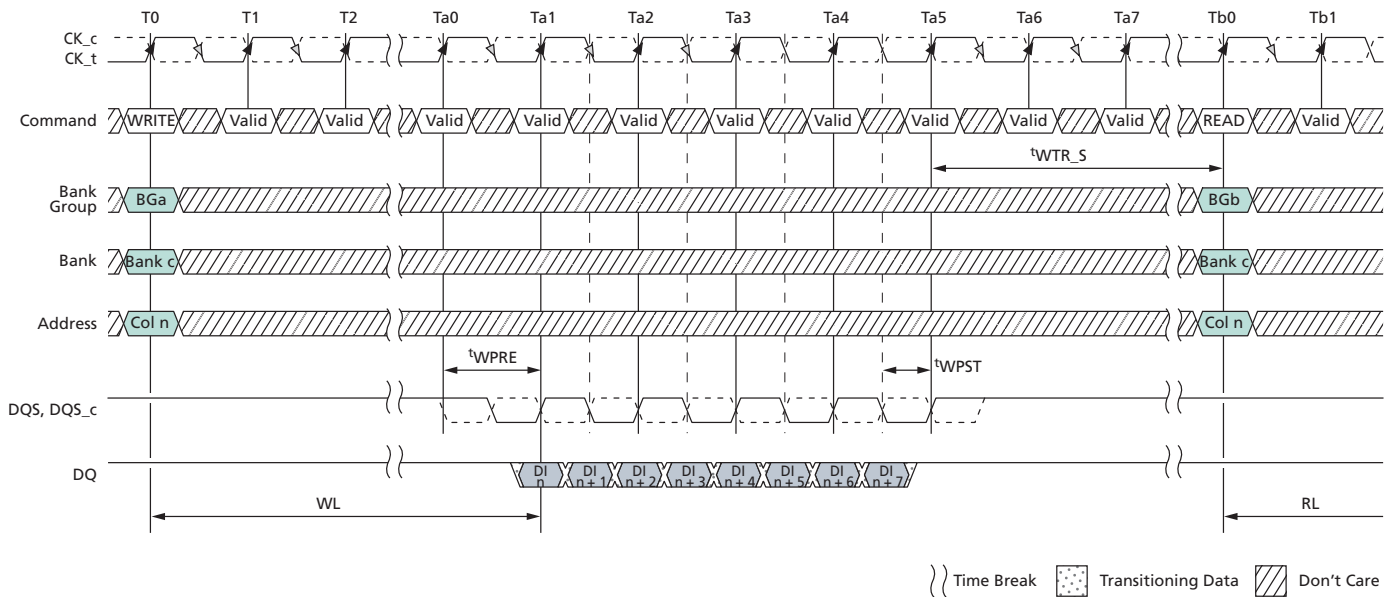 T0 T1 T2 Ta0 Ta1 Ta2 Ta3 Ta4 Ta5 Ta6 Ta7 Tb0 Tb1
CK_c
CK_t
Command WRITE Valid Valid Valid Valid Valid Valid Valid Valid Valid Valid READ Valid
tWTR_S
Bank
Group
BGa BGb
Bank Bank c Bank c
Address Col n Col n
tWPRE tWPST
DQS, DQS_c
DQ
DI DI DI DI DI DI DI DI
n n + 1 n + 2 n + 3 n + 4 n + 5 n + 6 n + 7
WL RL
Time Break Transitioning Data Don't Care